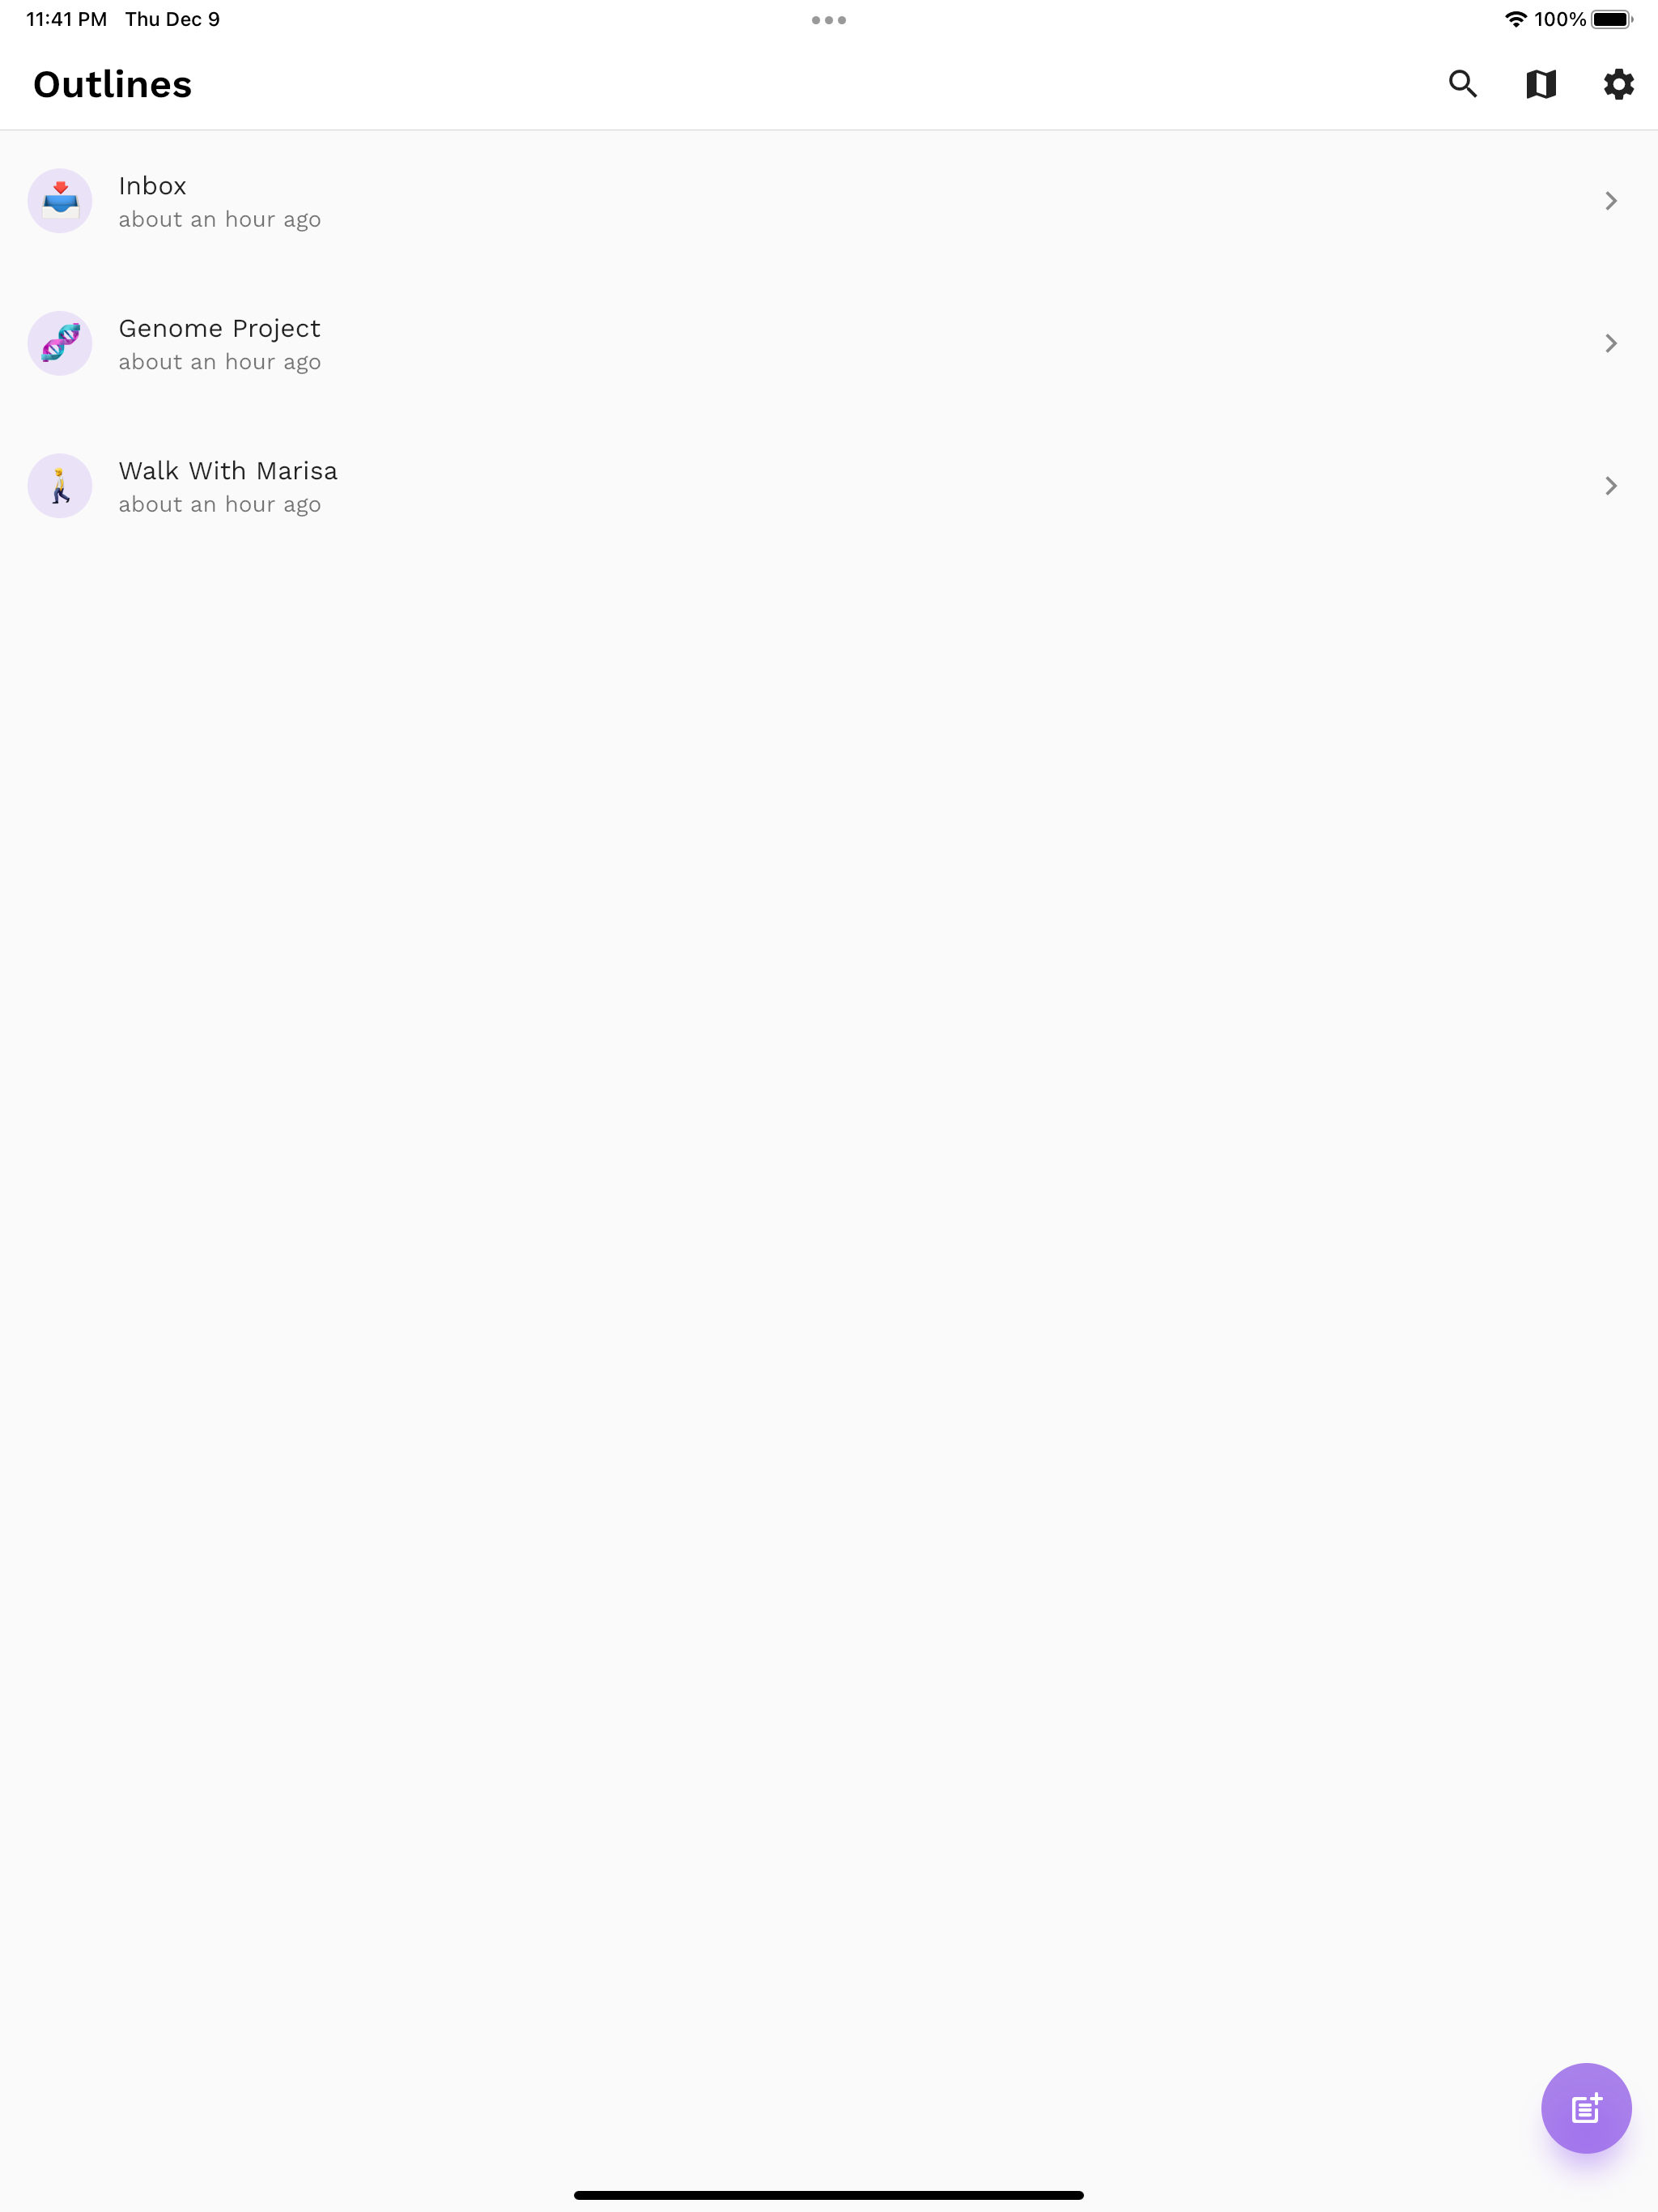 11:41 PM Thu Dec 9
100%
Outlines
Inbox
about an hour ago
Genome Project
about an hour ago
Walk With Marisa
about an hour ago